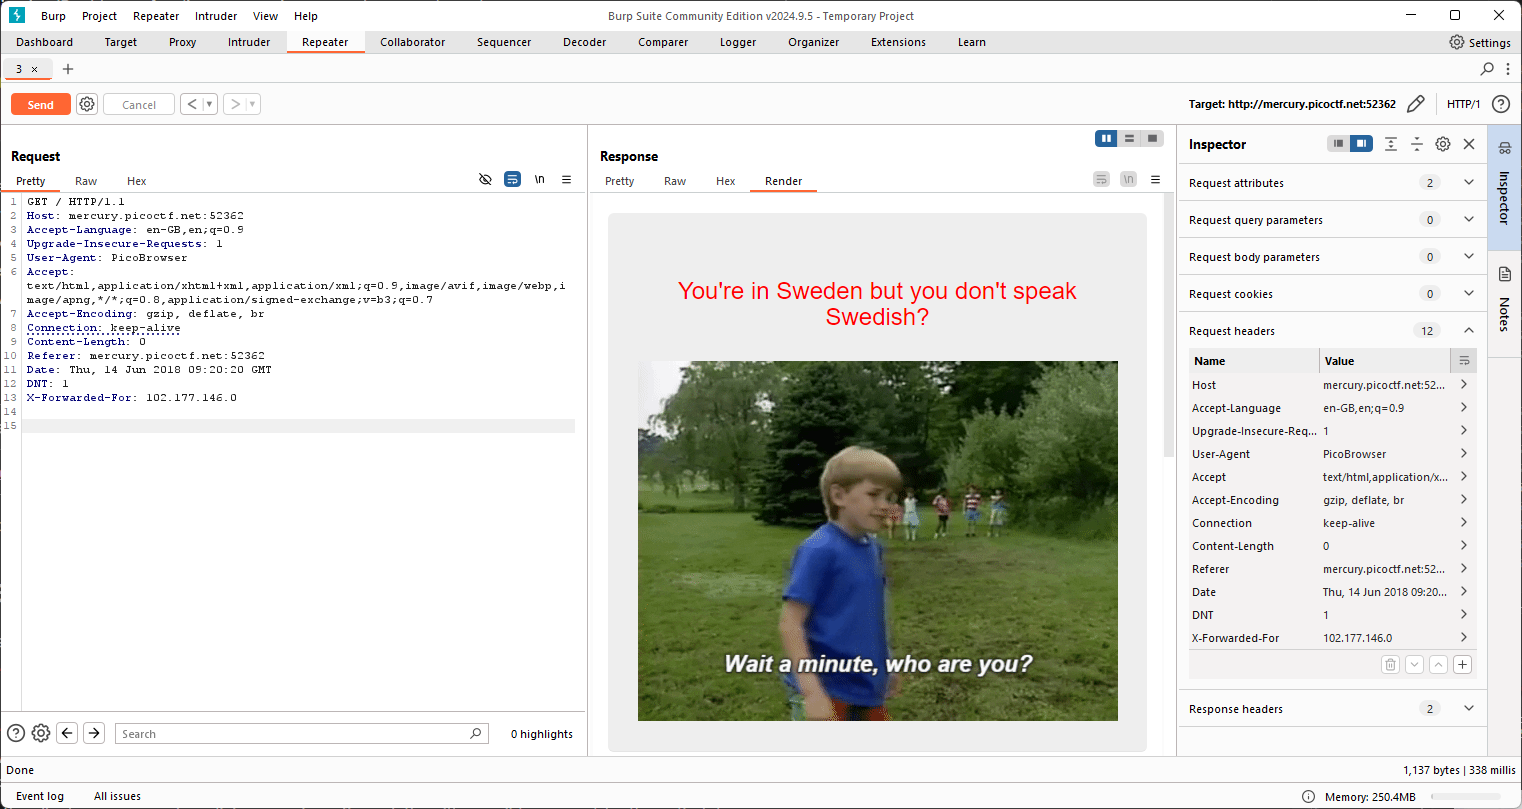 Burp Project Repeater Intruder View Help
Burp Suite Community Edition v2024.9.5 - Temporary Project
Dashboard Target Proxy Intruder Repeater Collaborator Sequencer Decoder Comparer Logger Organizer Extensions Learn
Settings
3 × +
Send Cancel < >
Target: http://mercury.picoctf.net:52362 HTTP/1 ?
Request
Pretty Raw Hex
\n
1 GET / HTTP/1.1
2 Host: mercury.picoctf.net:52362
3 Accept-Language: en-GB,en;q=0.9
4 Upgrade-Insecure-Requests: 1
5 User-Agent: PicoBrowser
6 Accept:
text/html,application/xhtml+xml,application/xml;q=0.9,image/avif,image/webp,i
mage/apng,*/*;q=0.8,application/signed-exchange;v=b3;q=0.7
7 Accept-Encoding: gzip, deflate, br
8 Connection: keep-alive
9 Content-Length: 0
10 Referer: mercury.picoctf.net:52362
11 Date: Thu, 14 Jun 2018 09:20:20 GMT
12 DNT: 1
13 X-Forwarded-For: 102.177.146.0
14
15
? Search 0 highlights
Response
Pretty Raw Hex Render
\n
You're in Sweden but you don't speak
Swedish?
Wait a minute, who are you?
Inspector
Request attributes 2
Request query parameters 0
Request body parameters 0
Request cookies 0
Request headers 12
Name Value
Host mercury.picoctf.net:52...
Accept-Language en-GB,en;q=0.9
Upgrade-Insecure-Req... 1
User-Agent PicoBrowser
Accept text/html,application/x...
Accept-Encoding gzip, deflate, br
Connection keep-alive
Content-Length 0
Referer mercury.picoctf.net:52...
Date Thu, 14 Jun 2018 09:20...
DNT 1
X-Forwarded-For 102.177.146.0
Response headers 2
Inspector
Notes
Done
1,137 bytes | 338 millis
Event log All issues
Memory: 250.4MB